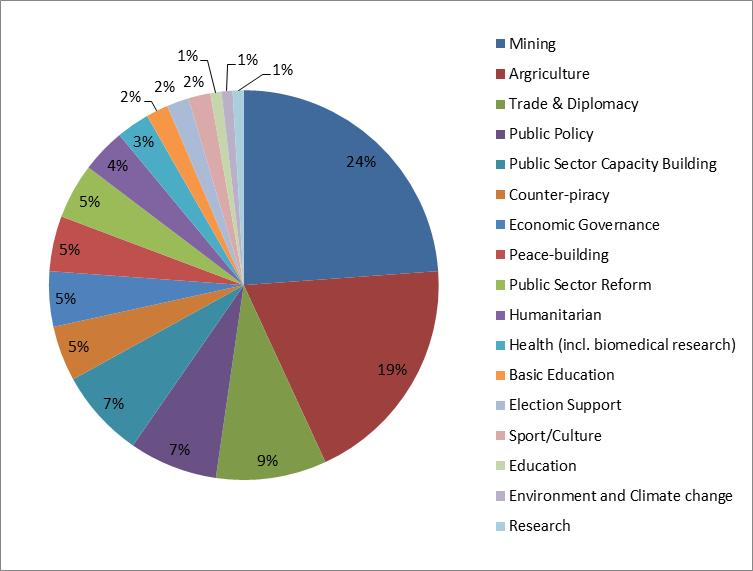 1%
1%
1%
2%
2%
2%
3%
4%
5%
5%
5%
5%
7%
7%
9%
19%
24%
Mining
Argriculture
Trade & Diplomacy
Public Policy
Public Sector Capacity Building
Counter-piracy
Economic Governance
Peace-building
Public Sector Reform
Humanitarian
Health (incl. biomedical research)
Basic Education
Election Support
Sport/Culture
Education
Environment and Climate change
Research